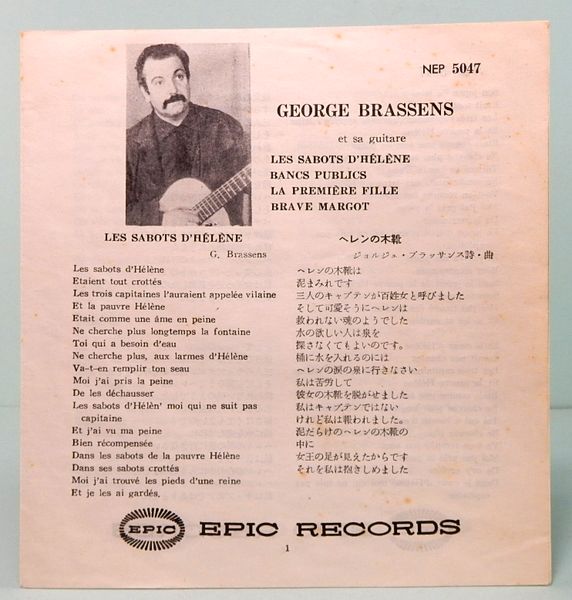 NEP 5047
GEORGE BRASSENS
et sa guitare
LES SABOTS D'HÉLÈNE
BANCS PUBLICS
LA PREMIÈRE FILLE
BRAVE MARGOT
LES SABOTS D'HÉLÈNE
G. Brassens
Les sabots d'Hélène
Etaient tout crottés
Les trois capitaines l'auraient appelée vilaine
Et la pauvre Hélène
Etait comme une âme en peine
Ne cherche plus longtemps la fontaine
Toi qui a besoin d'eau
Ne cherche plus, aux larmes d'Hélène
Va-t-en remplir ton seau
Moi j'ai pris la peine
De les déchausser
Les sabots d'Hélèn' moi qui ne suit pas
capitaine
Et j'ai vu ma peine
Bien récompensée
Dans les sabots de la pauvre Hélène
Dans ses sabots crottés
Moi j'ai trouvé les pieds d'une reine
Et je les ai gardés.
ヘレンの木靴
ジョルジュ・ブラッサンス詩・曲
ヘレンの木靴は
泥まみれです
三人のキャプテンが百姓女と呼びました
そして可愛そうにヘレンは
救われない魂のようでした
水の欲しい人は泉を
探さなくてもよいのです。
桶に水を入れるのには
ヘレンの涙の泉に行きなさい
私は苦労して
彼女の木靴を脱がせました
私はキャプテンではない
けれど私は報われました。
泥だらけのヘレンの木靴の
中に
女王の足が見えたからです
それを私は抱きしめました
EPIC EPIC RECORDS
1